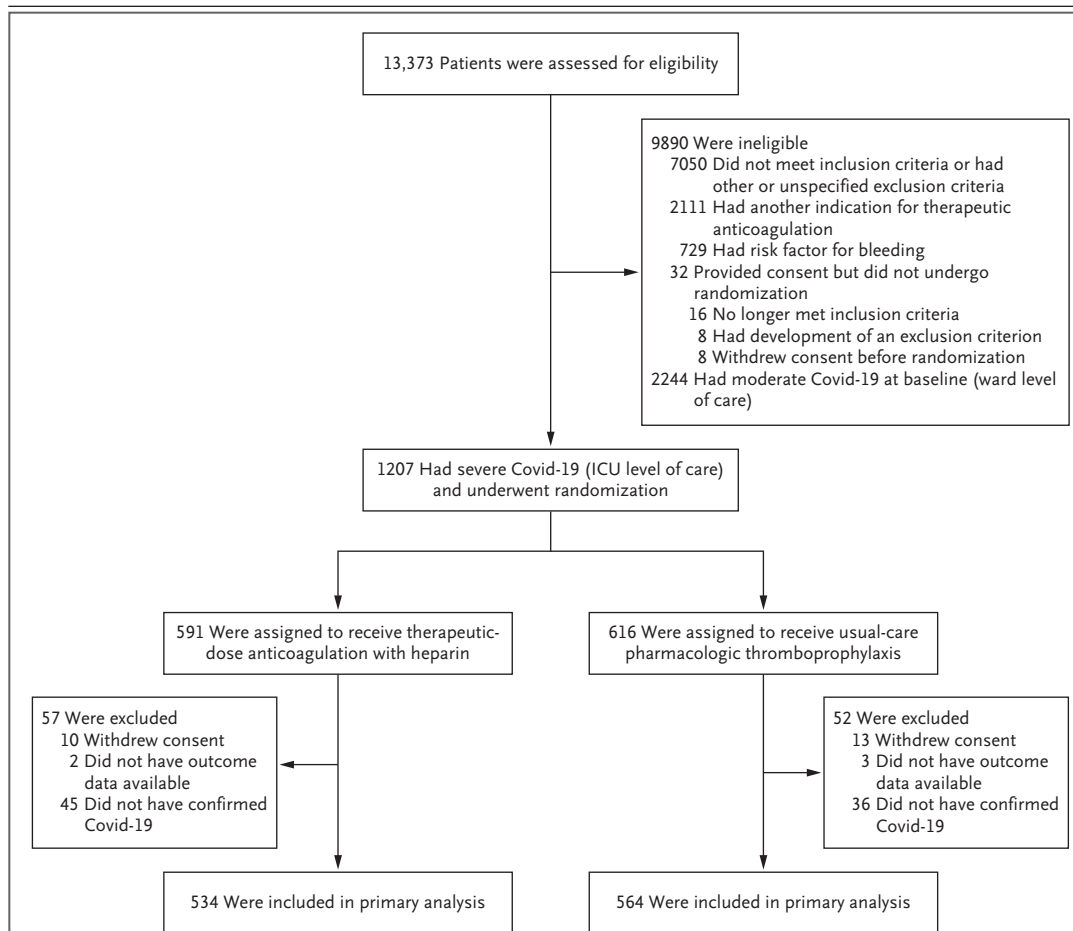 13,373 Patients were assessed for eligibility
9890 Were ineligible
7050 Did not meet inclusion criteria or had
other or unspecified exclusion criteria
2111 Had another indication for therapeutic
anticoagulation
729 Had risk factor for bleeding
32 Provided consent but did not undergo
randomization
16 No longer met inclusion criteria
8 Had development of an exclusion criterion
8 Withdrew consent before randomization
2244 Had moderate Covid-19 at baseline (ward level
of care)
1207 Had severe Covid-19 (ICU level of care)
and underwent randomization
591 Were assigned to receive therapeutic-
dose anticoagulation with heparin
616 Were assigned to receive usual-care
pharmacologic thromboprophylaxis
57 Were excluded
10 Withdrew consent
2 Did not have outcome
data available
45 Did not have confirmed
Covid-19
52 Were excluded
13 Withdrew consent
3 Did not have outcome
data available
36 Did not have confirmed
Covid-19
534 Were included in primary analysis
564 Were included in primary analysis